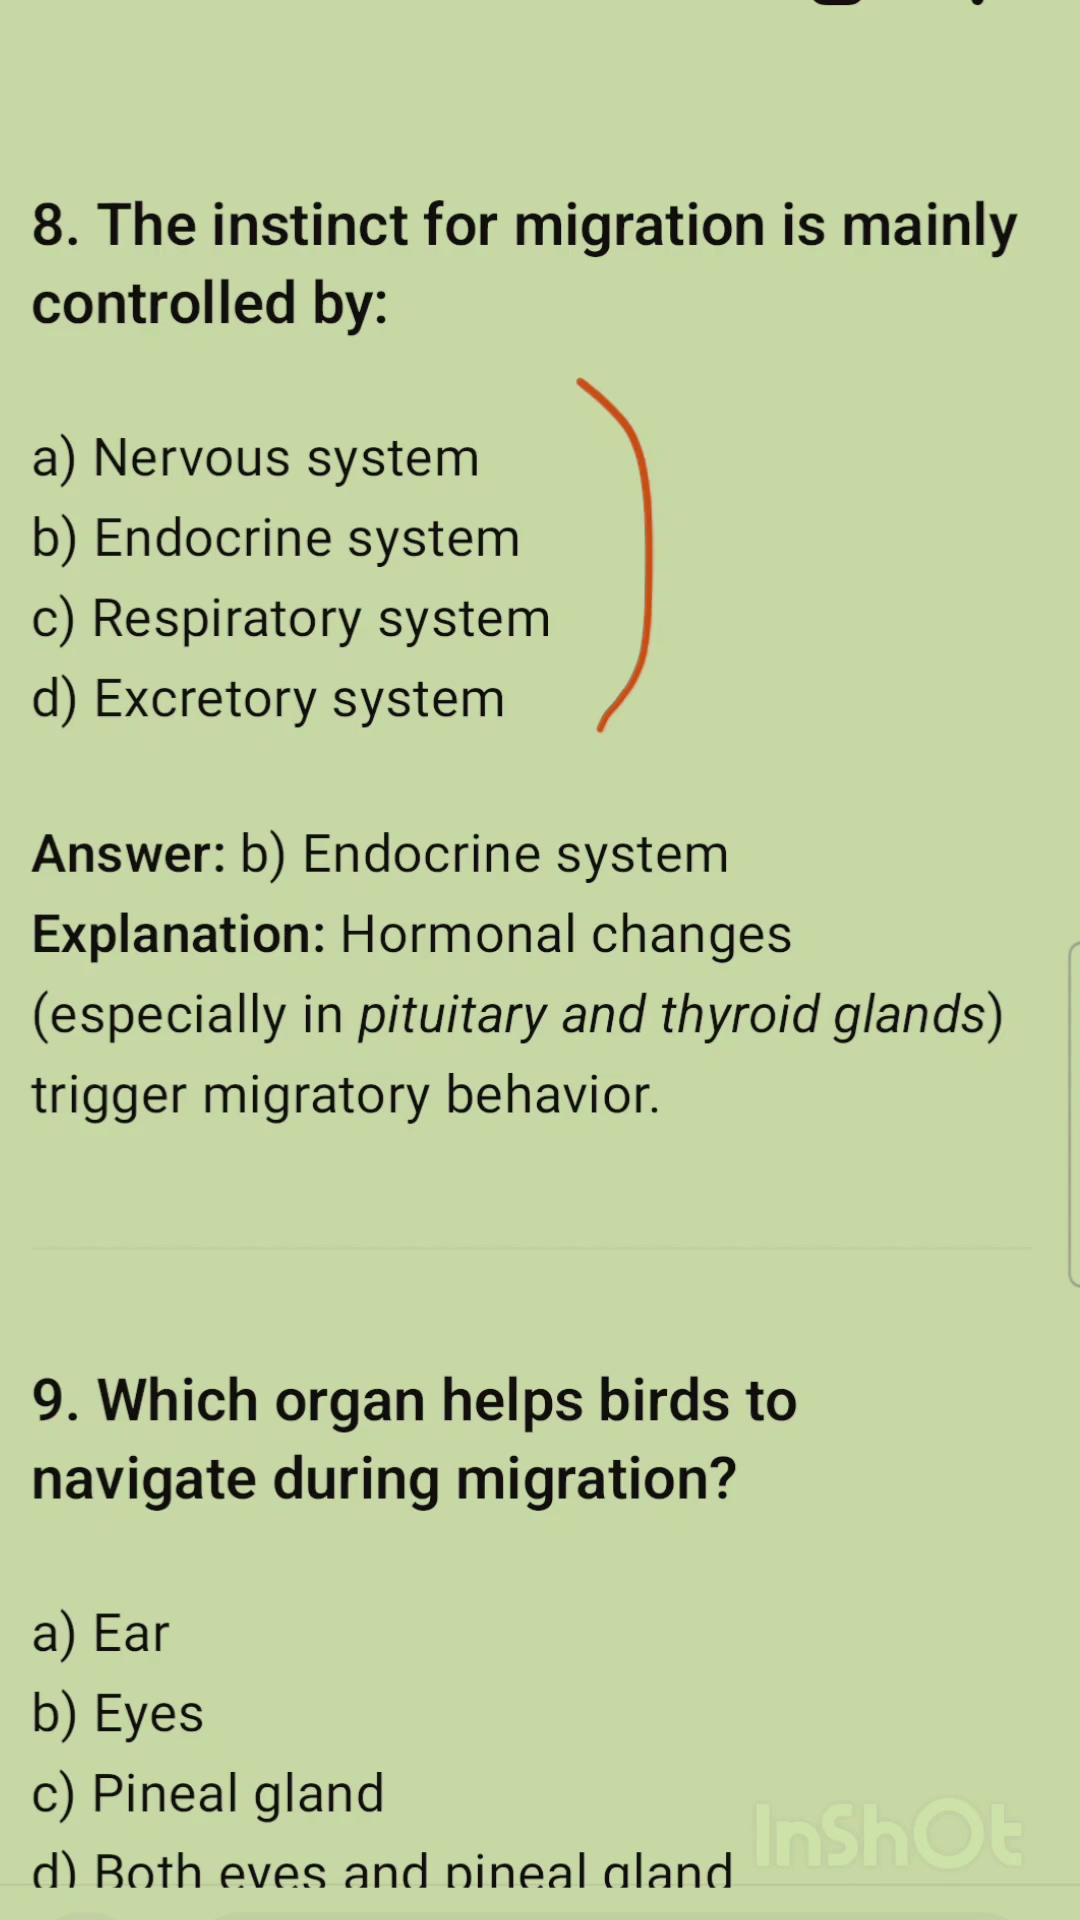 8. The instinct for migration is mainly
controlled by:
a) Nervous system
b) Endocrine system
c) Respiratory system
d) Excretory system
Answer: b) Endocrine system
Explanation: Hormonal changes
(especially in pituitary and thyroid glands)
trigger migratory behavior.
9. Which organ helps birds to
navigate during migration?
a) Ear
b) Eyes
c) Pineal gland
d) Both eyes and pineal gland
InShOt